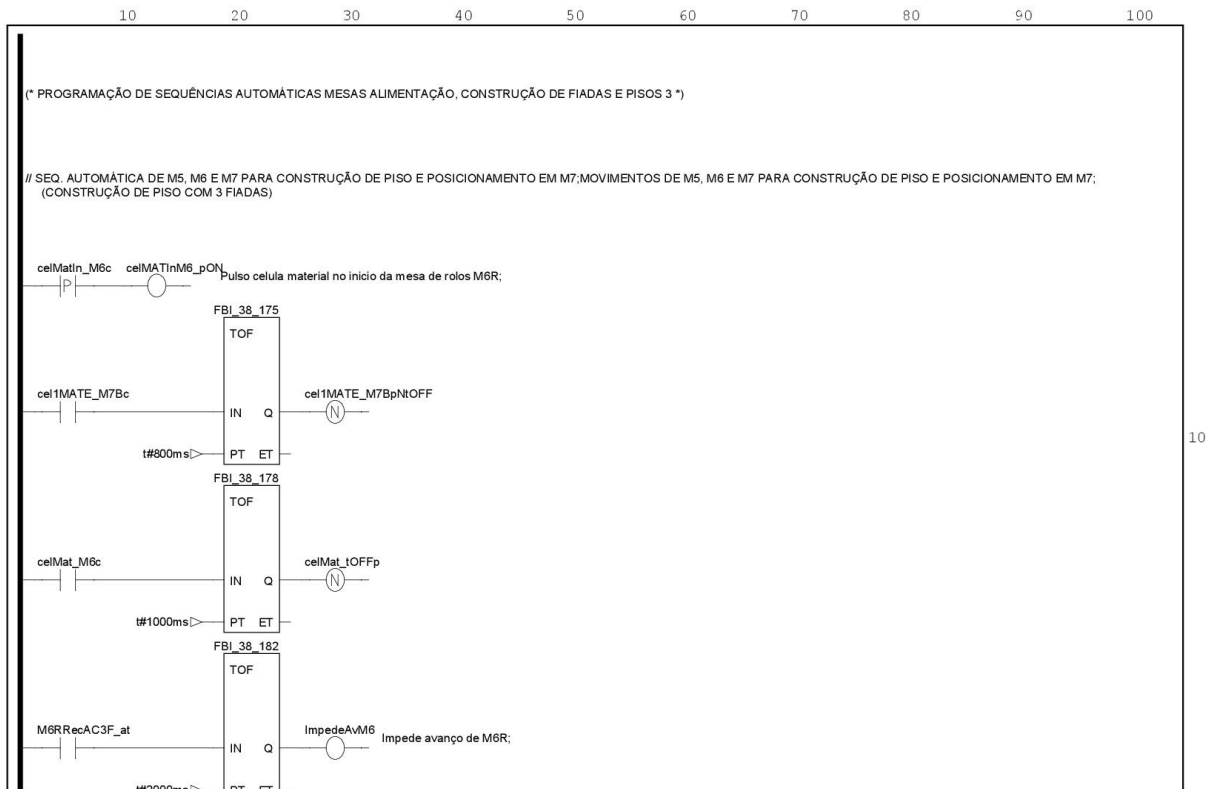 10 20 30 40 50 60 70 80 90 100
(* PROGRAMAÇÃO DE SEQUÊNCIAS AUTOMÁTICAS MESAS ALIMENTAÇÃO, CONSTRUÇÃO DE FIADAS E PISOS 3 *)
// SEQ. AUTOMÁTICA DE M5, M6 E M7 PARA CONSTRUÇÃO DE PISO E POSICIONAMENTO EM M7;MOVIMENTOS DE M5, M6 E M7 PARA CONSTRUÇÃO DE PISO E POSICIONAMENTO EM M7;
(CONSTRUÇÃO DE PISO COM 3 FIADAS)
celMatIn_M6c celMATInM6_pON
Pulso celula material no inicio da mesa de rolos M6R;
P
FBI_38_175
TOF
cel1MATE_M7Bc cel1MATE_M7BpNtOFF
IN Q N
10
t#800ms PT ET
FBI_38_178
TOF
celMat_M6c celMat_tOFFp
IN Q N
t#1000ms PT ET
FBI_38_182
TOF
M6RRecAC3F_at ImpedeAvM6 Impede avanço de M6R;
IN Q
t#2000ms PT ET